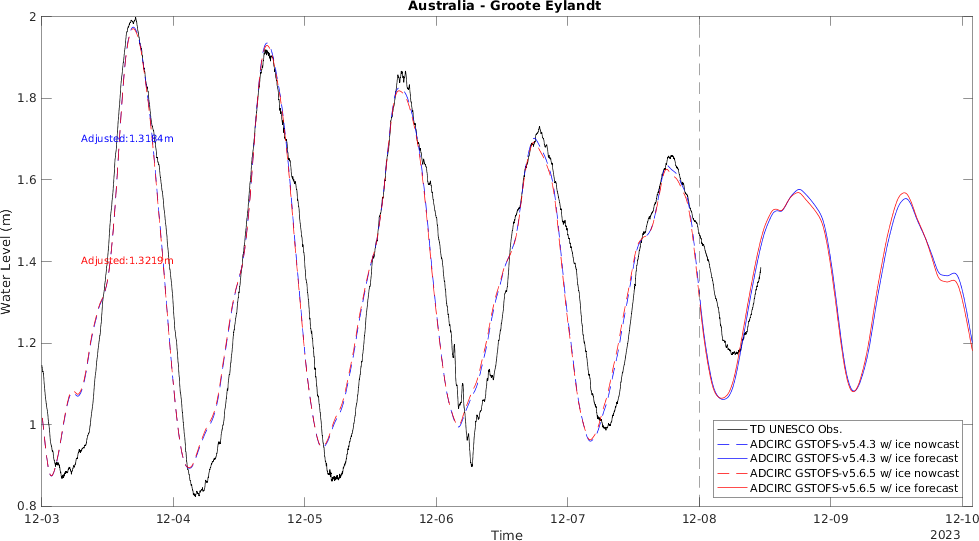 Australia - Groote Eylandt
2
1.8
1.6
1.4
1.2
1
0.8
Water Level (m)
Adjusted:1.3184m
Adjusted:1.3219m
TD UNESCO Obs.
ADCIRC GSTOFS-v5.4.3 w/ ice nowcast
ADCIRC GSTOFS-v5.4.3 w/ ice forecast
ADCIRC GSTOFS-v5.6.5 w/ ice nowcast
ADCIRC GSTOFS-v5.6.5 w/ ice forecast
12-03 12-04 12-05 12-06 12-07 12-08 12-09 12-10
Time
2023